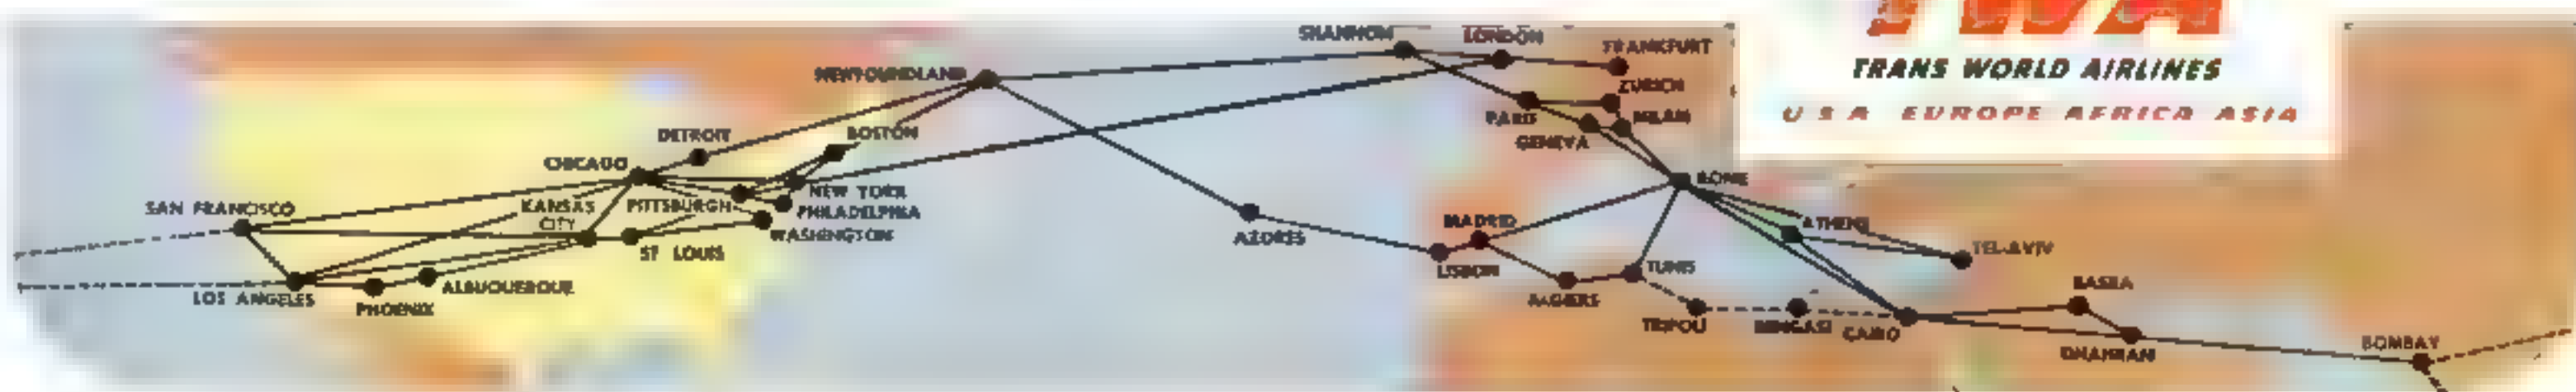 TWA
TRANS WORLD AIRLINES
USA EUROPE AFRICA ASIA
SHANNON
LONDON
FRANKFURT
NEWFOUNDLAND
ZURICH
PARIS
MILAN
GENEVA
DETROIT
BOSTON
CHICAGO
ROME
NEW YORK
SAN FRANCISCO
KANSAS
CITY
PITTSBURGH
PHILADELPHIA
WASHINGTON
MADRID
ATHENS
AZORES
ST LOUIS
TEL-AVIV
LISBON
TUNIS
LOS ANGELES
PHOENIX
ALBUQUERQUE
ALGIERS
BASRA
TRIPOLI
BENGASI
CAIRO
DHAHRAN
BOMBAY